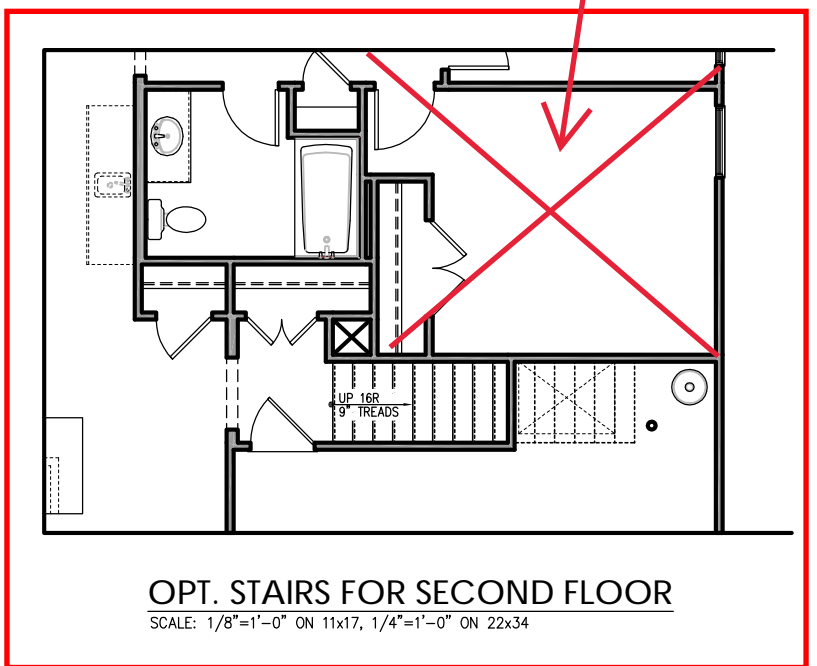 UP 16R
9" TREADS
OPT. STAIRS FOR SECOND FLOOR
SCALE: 1/8"=1'-0" ON 11x17, 1/4"=1'-0" ON 22x34